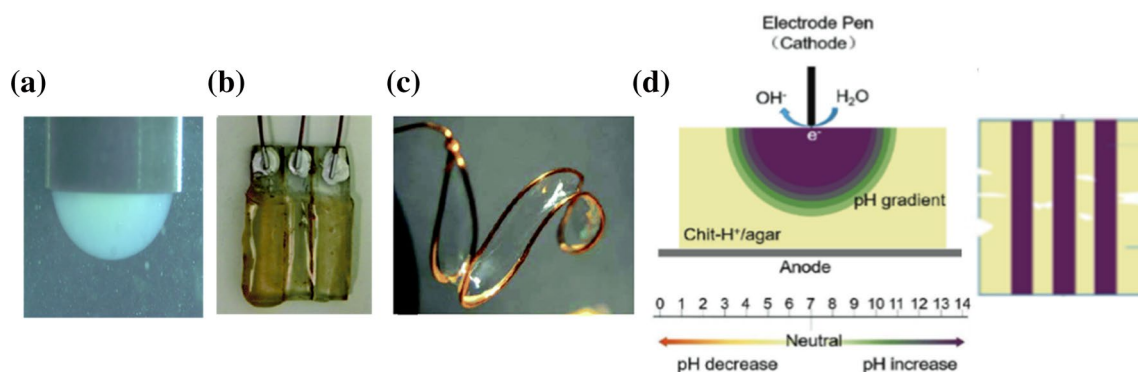 (a)
(b)
(c)
(d)
Electrode Pen
(Cathode)
OH-
H₂O
e-
pH gradient
Chit-H⁺/agar
Anode
0 1 2 3 4 5 6 7 8 9 10 11 12 13 14
Neutral
pH decrease
pH increase